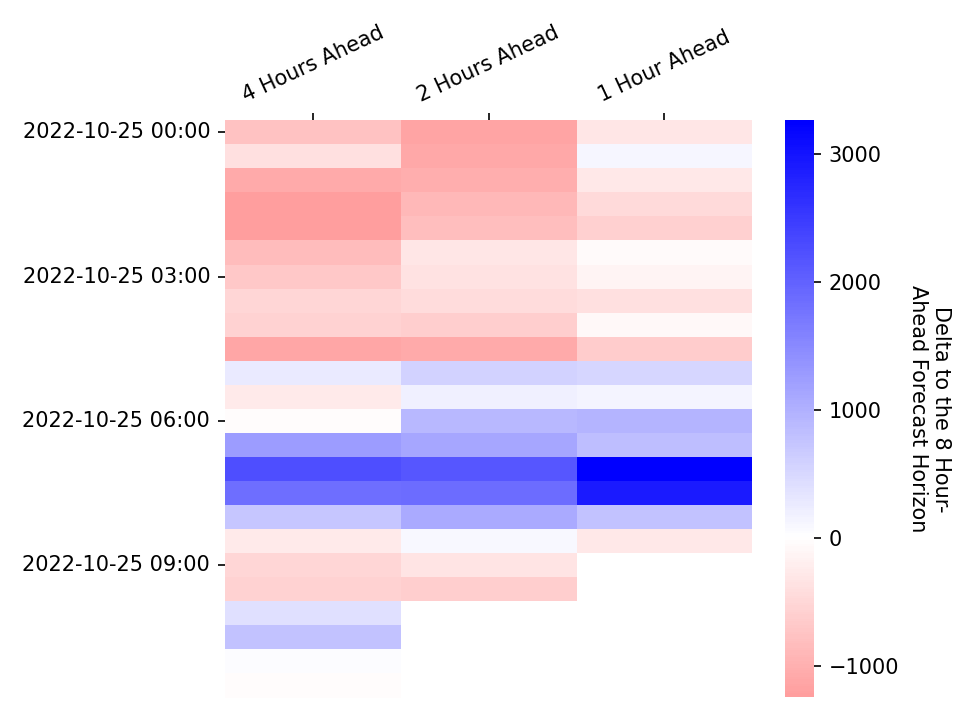 4 Hours Ahead
2 Hours Ahead
1 Hour Ahead
2022-10-25 00:00
2022-10-25 03:00
2022-10-25 06:00
2022-10-25 09:00
3000
2000
1000
0
−1000
Delta to the 8 Hour-
Ahead Forecast Horizon